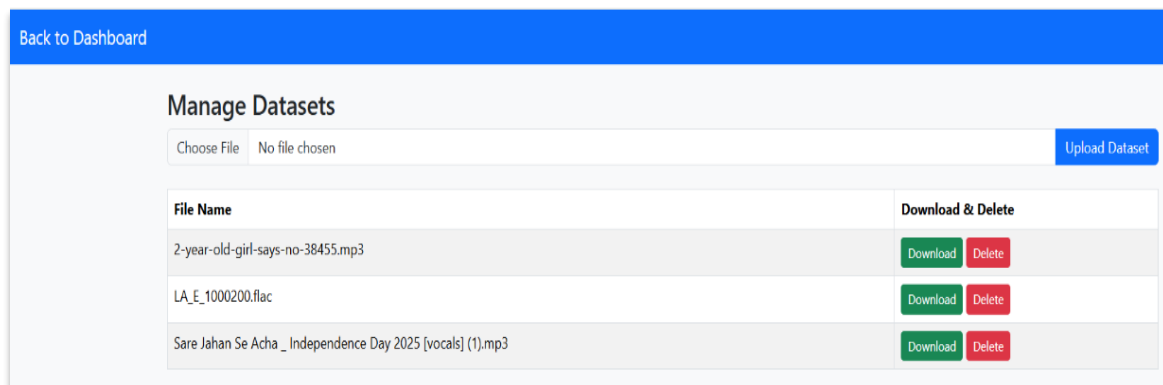 Back to Dashboard
Manage Datasets
Choose File No file chosen Upload Dataset
File Name Download & Delete
2-year-old-girl-says-no-38455.mp3 Download Delete
LA_E_1000200.flac Download Delete
Sare Jahan Se Acha _ Independence Day 2025 [vocals] (1).mp3 Download Delete